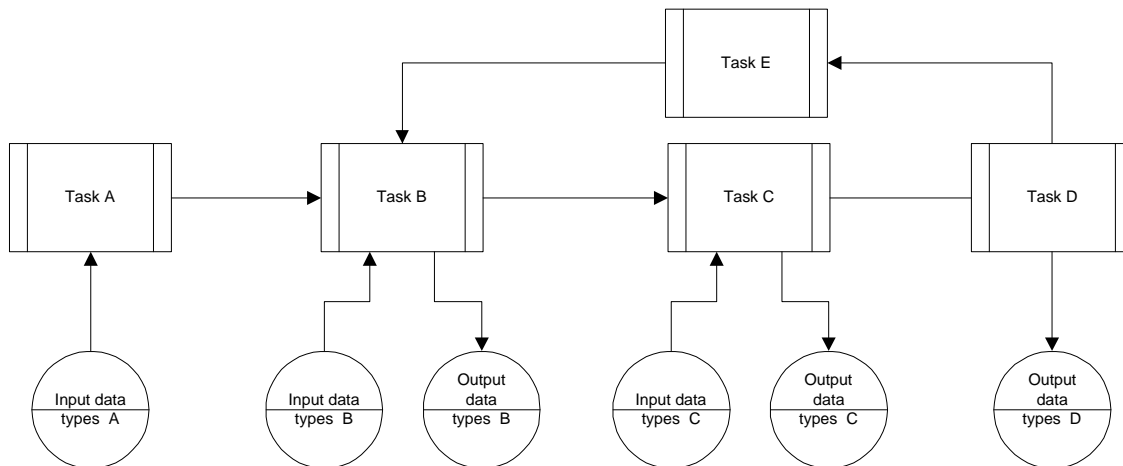 Task E
Task A
Task B
Task C
Task D
Input data
types A
Input data
types B
Output
data
types B
Input data
types C
Output
data
types C
Output
data
types D